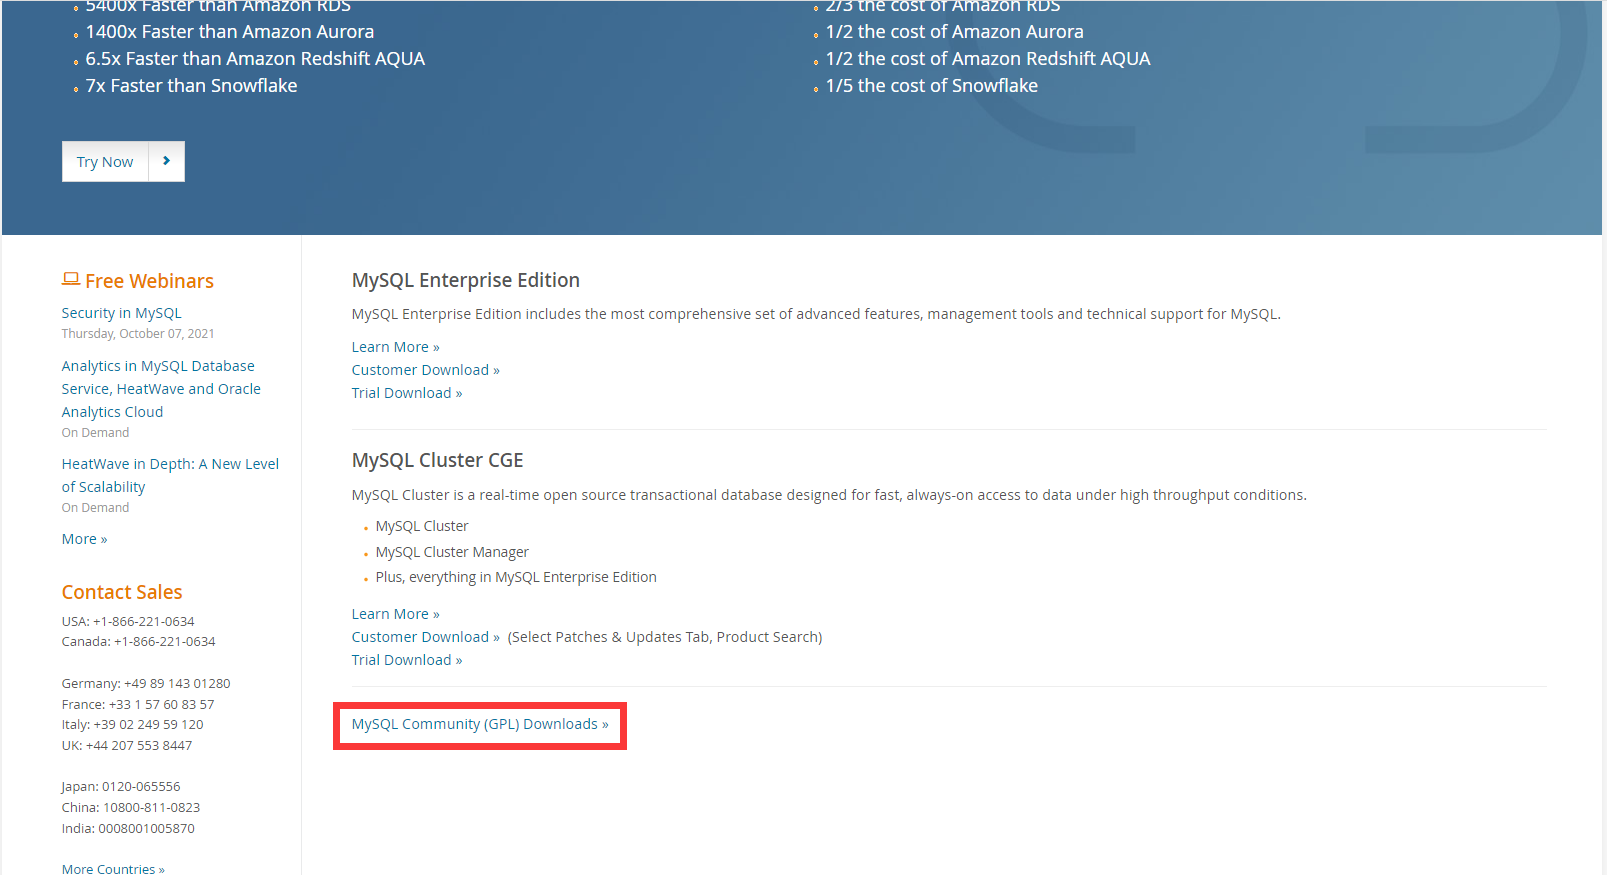 5400x Faster than Amazon RDS
1400x Faster than Amazon Aurora
6.5x Faster than Amazon Redshift AQUA
7x Faster than Snowflake
2/3 the cost of Amazon RDS
1/2 the cost of Amazon Aurora
1/2 the cost of Amazon Redshift AQUA
1/5 the cost of Snowflake
Try Now
Free Webinars
Security in MySQL
Thursday, October 07, 2021
Analytics in MySQL Database
Service, HeatWave and Oracle
Analytics Cloud
On Demand
HeatWave in Depth: A New Level
of Scalability
On Demand
More »
Contact Sales
USA: +1-866-221-0634
Canada: +1-866-221-0634
Germany: +49 89 143 01280
France: +33 1 57 60 83 57
Italy: +39 02 249 59 120
UK: +44 207 553 8447
Japan: 0120-065556
China: 10800-811-0823
India: 0008001005870
More Countries »
MySQL Enterprise Edition
MySQL Enterprise Edition includes the most comprehensive set of advanced features, management tools and technical support for MySQL.
Learn More »
Customer Download »
Trial Download »
MySQL Cluster CGE
MySQL Cluster is a real-time open source transactional database designed for fast, always-on access to data under high throughput conditions.
MySQL Cluster
MySQL Cluster Manager
Plus, everything in MySQL Enterprise Edition
Learn More »
Customer Download » (Select Patches & Updates Tab, Product Search)
Trial Download »
MySQL Community (GPL) Downloads »